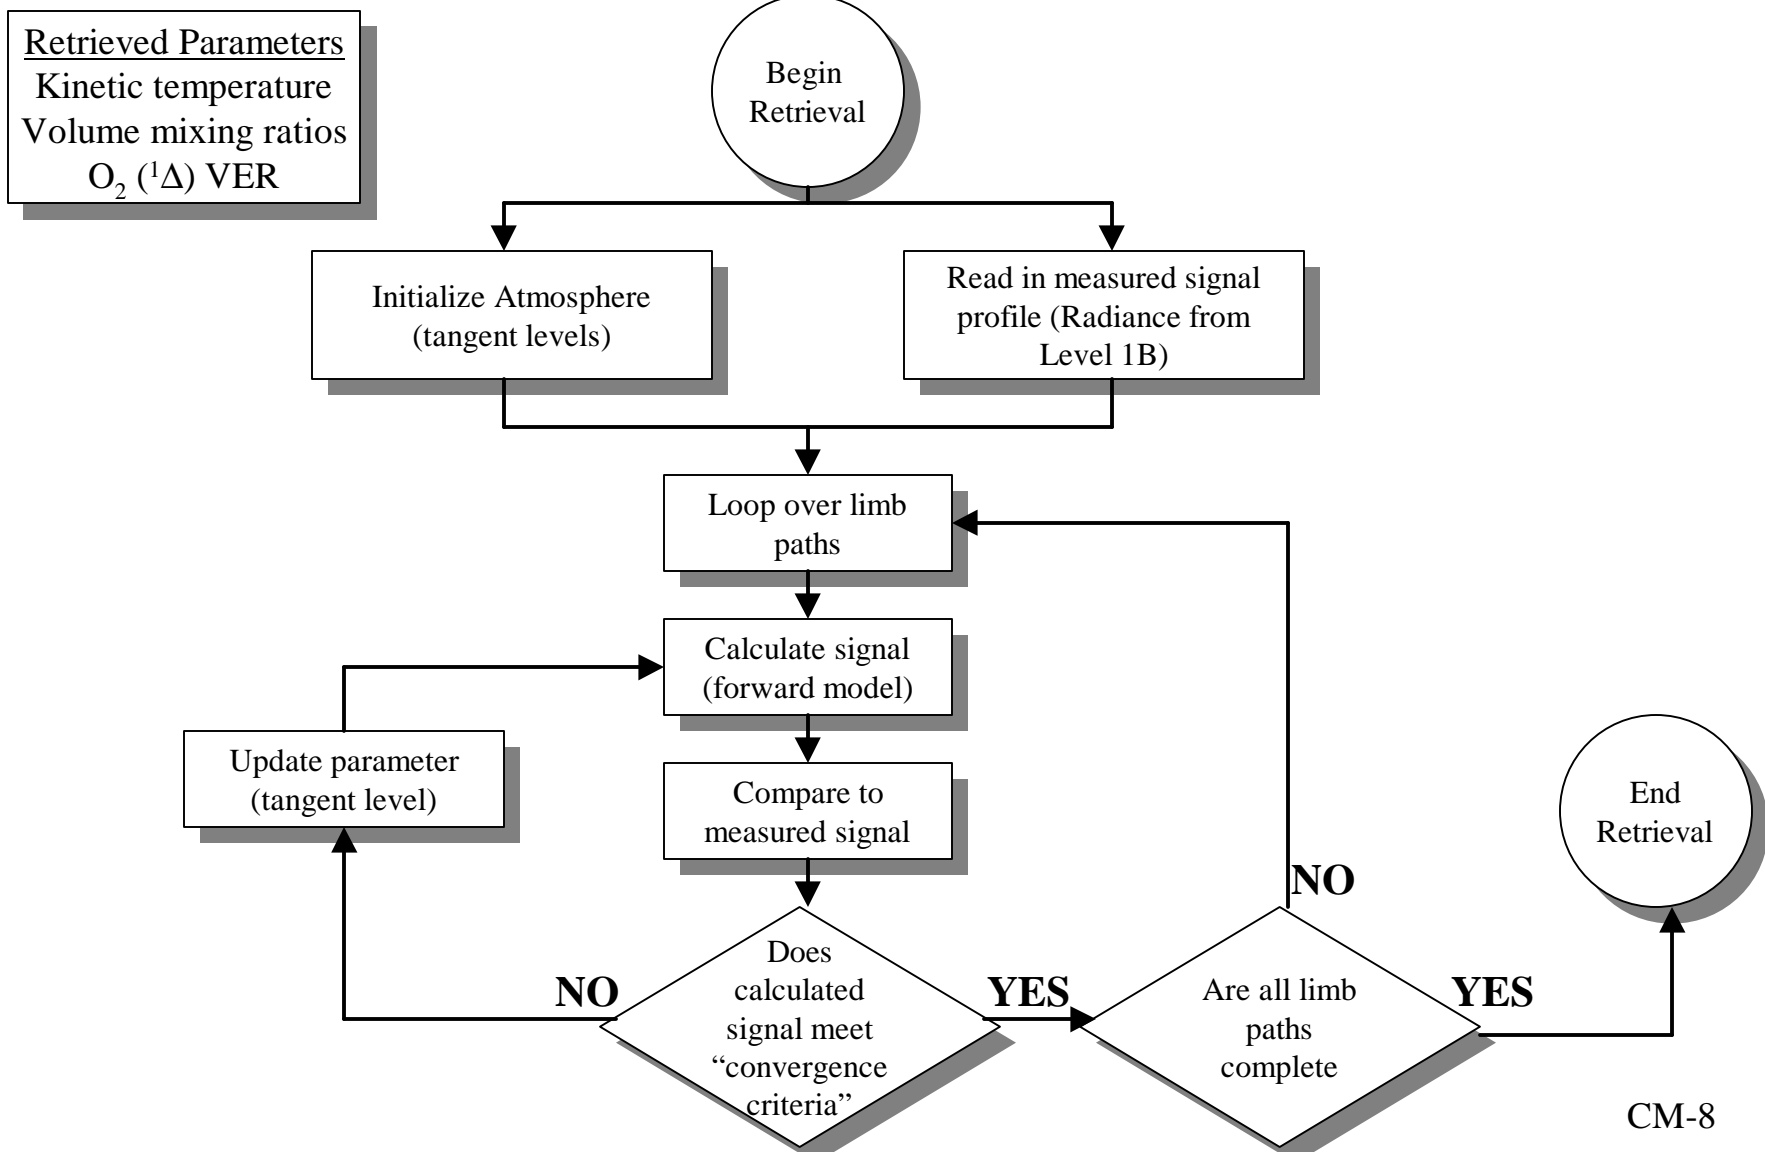 Retrieved Parameters
Kinetic temperature
Volume mixing ratios
O₂ (¹Δ) VER
Begin
Retrieval
Initialize Atmosphere
(tangent levels)
Read in measured signal
profile (Radiance from
Level 1B)
Loop over limb
paths
Calculate signal
(forward model)
Update parameter
(tangent level)
Compare to
measured signal
End
Retrieval
NO
Does
calculated
signal meet
“convergence
criteria”
NO
YES
Are all limb
paths
complete
YES
CM-8